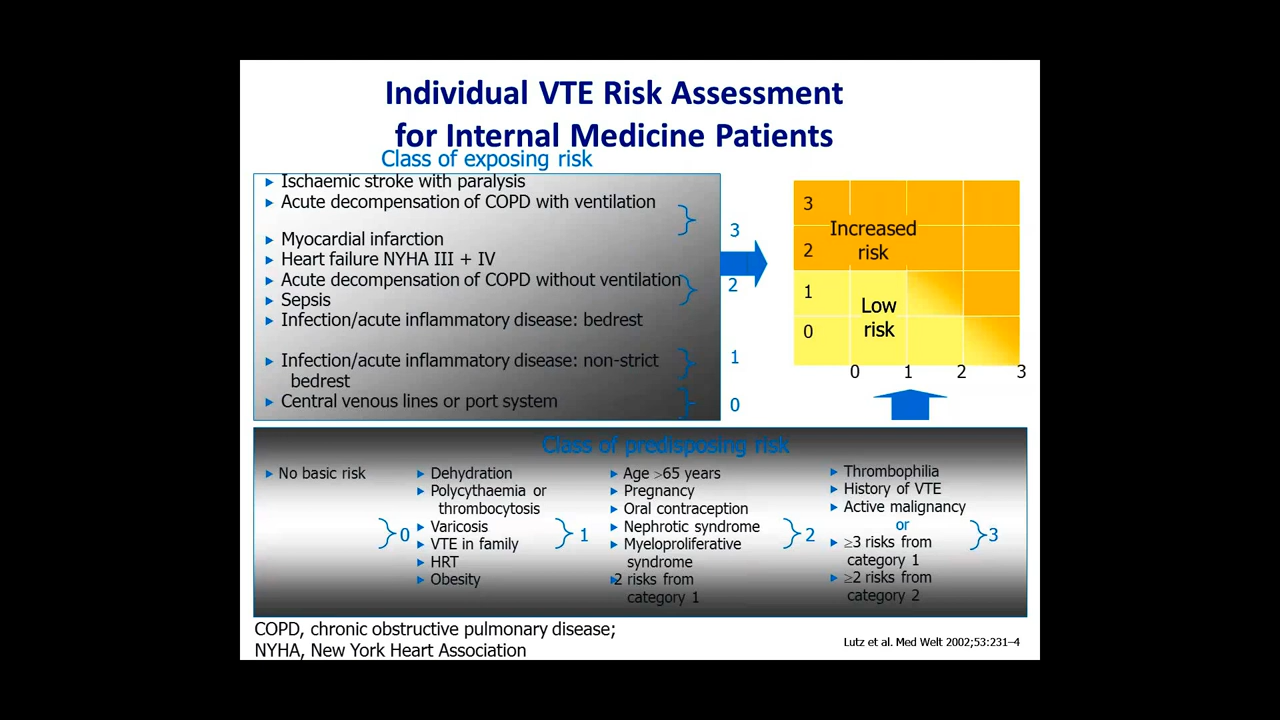 Individual VTE Risk Assessment
for Internal Medicine Patients
Class of exposing risk
Ischaemic stroke with paralysis
Acute decompensation of COPD with ventilation
Myocardial infarction
Heart failure NYHA III + IV
Acute decompensation of COPD without ventilation
Sepsis
Infection/acute inflammatory disease: bedrest
Infection/acute inflammatory disease: non-strict
bedrest
Central venous lines or port system
3
2
1
0
3
2
1
0
Increased
risk
Low
risk
0 1 2 3
Class of predisposing risk
No basic risk
0
Dehydration
Polycythaemia or
thrombocytosis
Varicosis
VTE in family
HRT
Obesity
1
Age >65 years
Pregnancy
Oral contraception
Nephrotic syndrome
Myeloproliferative
syndrome
2 risks from
category 1
2
Thrombophilia
History of VTE
Active malignancy
or
≥3 risks from
category 1
≥2 risks from
category 2
3
COPD, chronic obstructive pulmonary disease;
NYHA, New York Heart Association
Lutz et al. Med Welt 2002;53:231–4